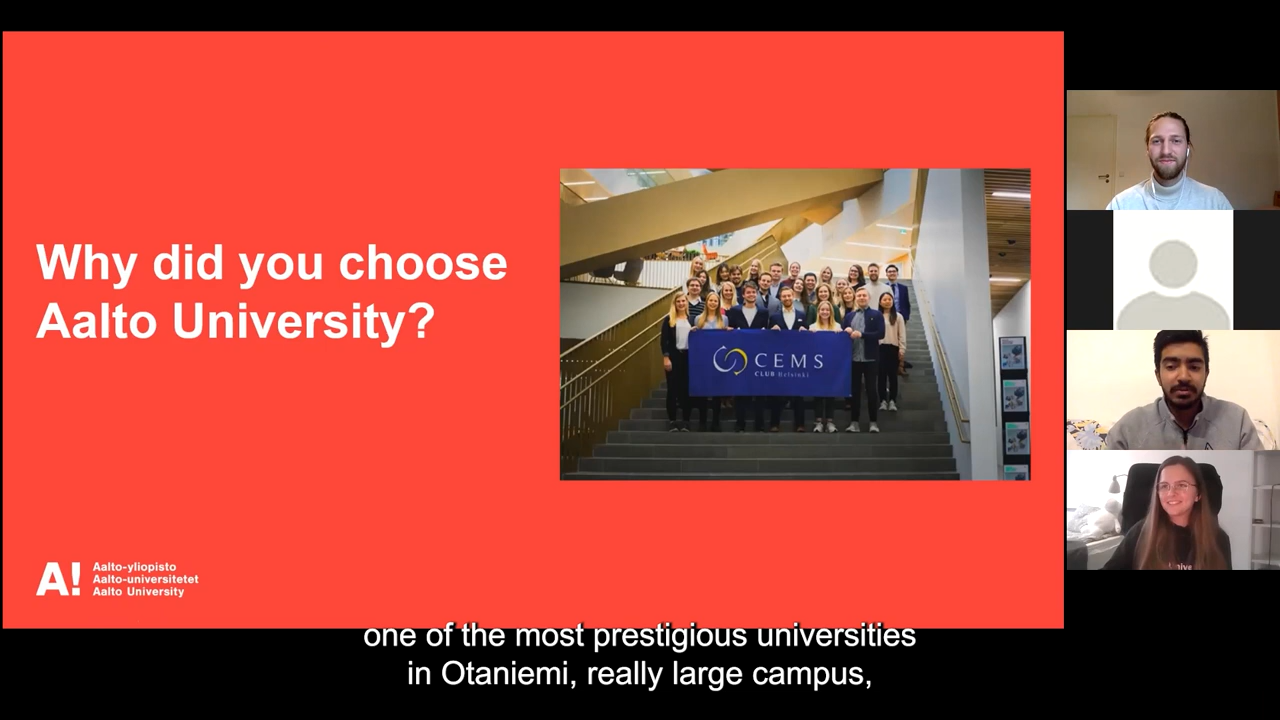 Why did you choose
Aalto University?
CEMS
CLUB Helsinki
A!
Aalto-yliopisto
Aalto-universitetet
Aalto University
one of the most prestigious universities
in Otaniemi, really large campus,